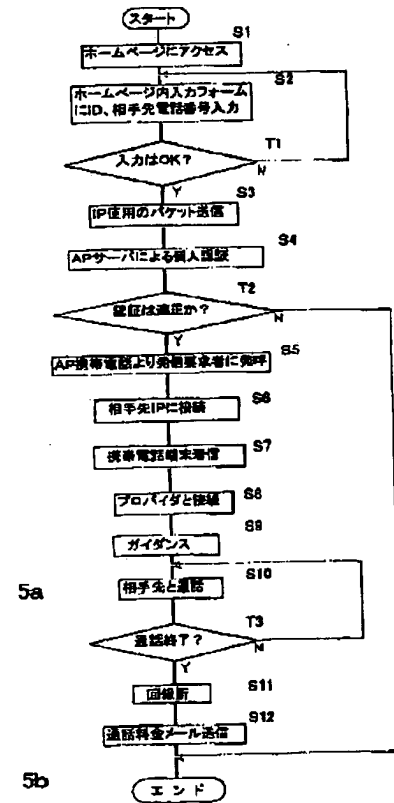 スタート
S1
ホームページにアクセス
S2
ホームページ内入力フォーム
にID、相手先電話番号入力
T1
入力はOK?
N
Y
S3
IP使用のパケット送信
S4
APサーバによる個人認証
T2
認証は適正か?
N
Y
S5
AP携帯電話より発信要求者に発呼
S6
相手先IPに接続
S7
携帯電話端末着信
S8
プロバイダと接続
S9
ガイダンス
S10
5a
相手先と通話
T3
通話終了?
N
Y
S11
回線断
S12
通話料金メール送信
5b
エンド